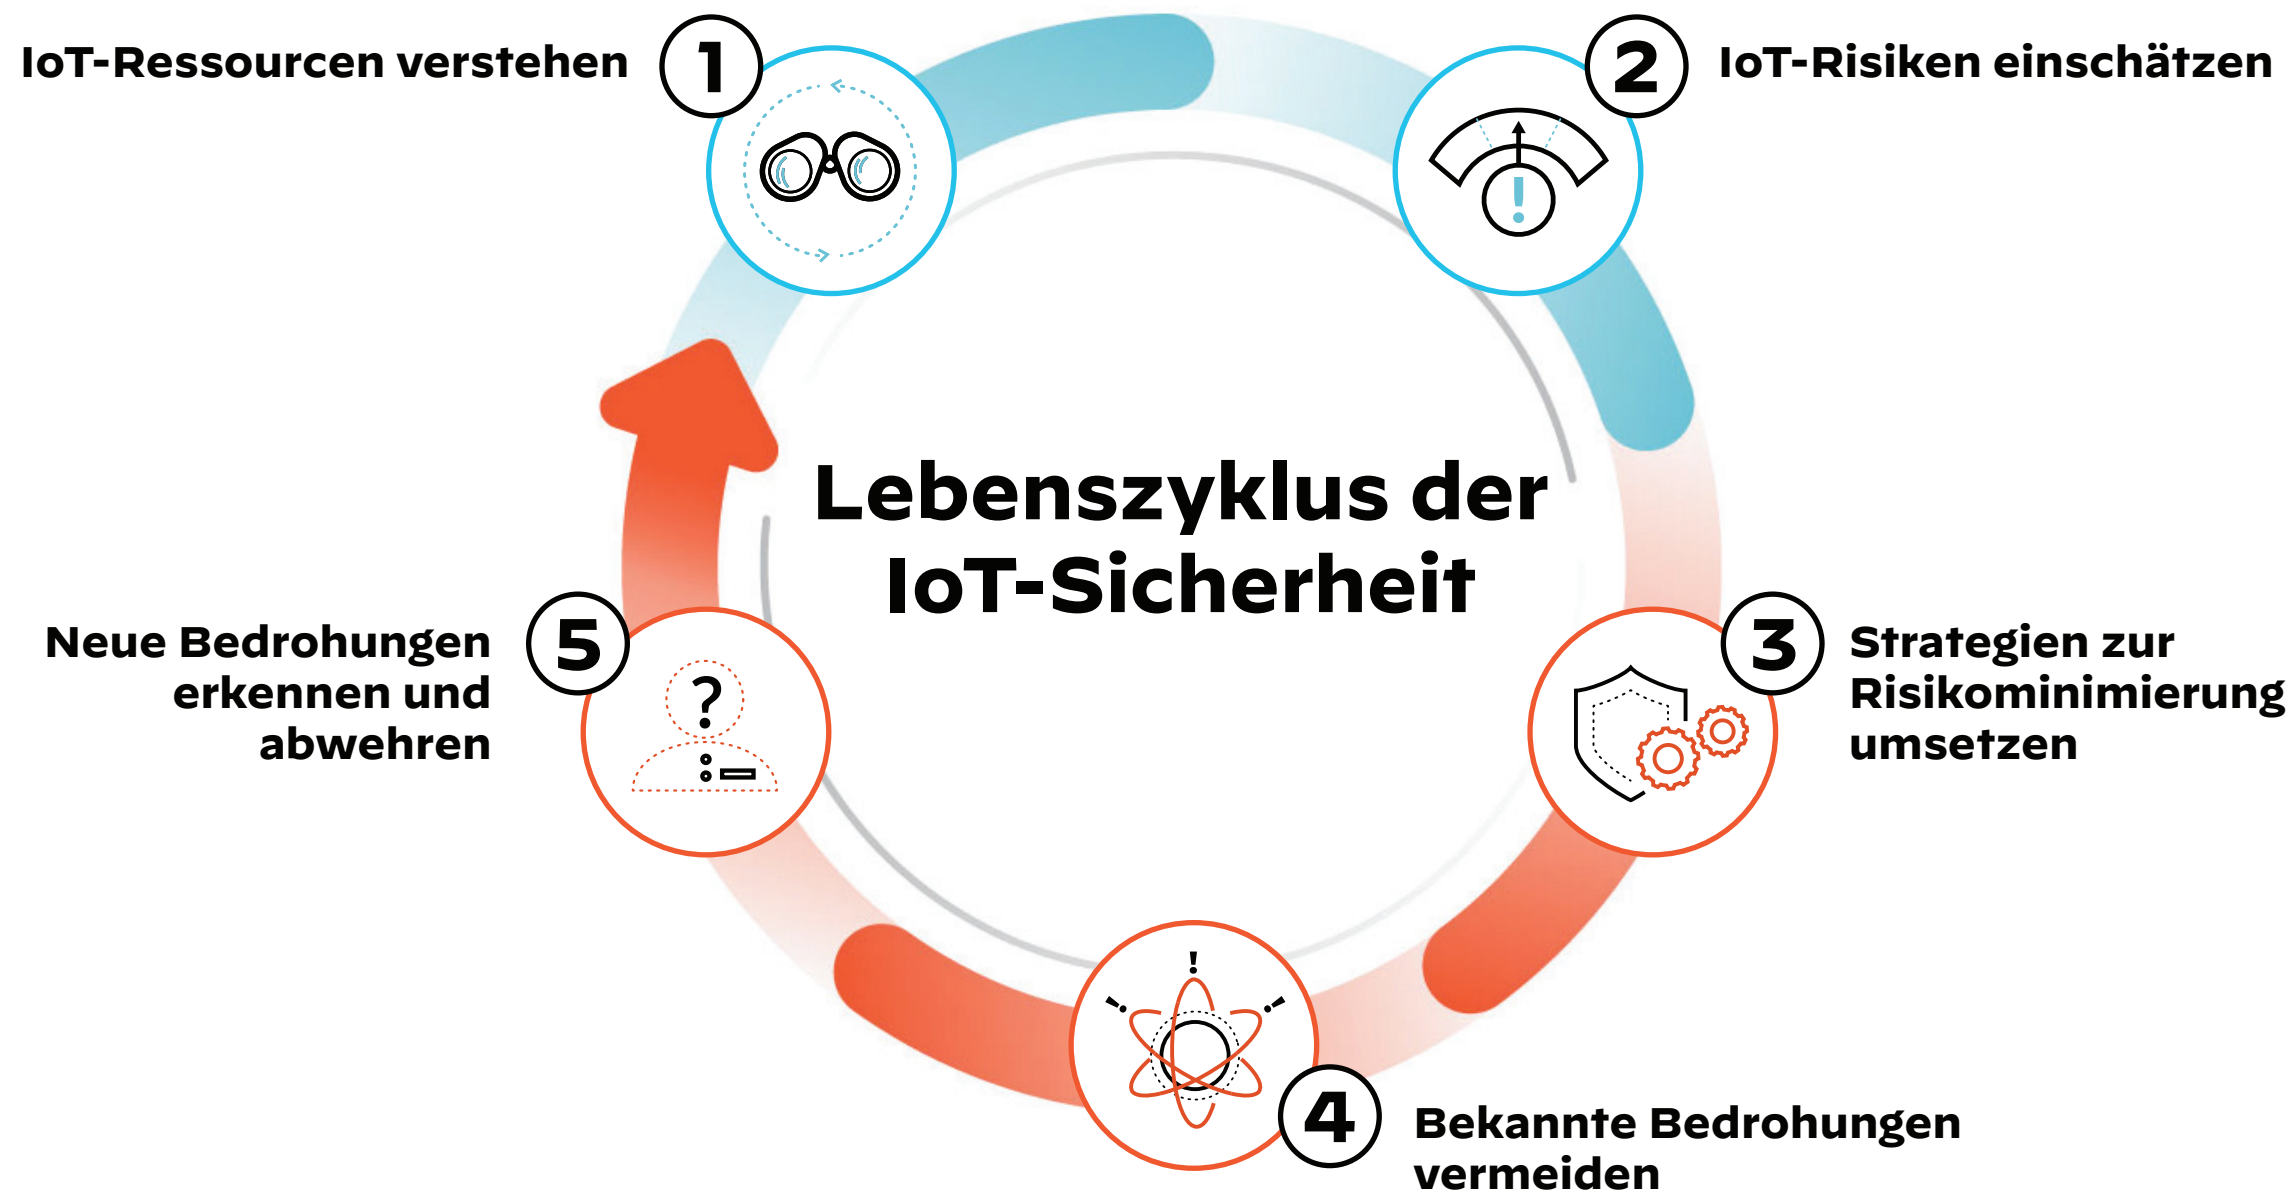 1
IoT-Ressourcen verstehen
2
IoT-Risiken einschätzen
Lebenszyklus der
IoT-Sicherheit
3
Strategien zur
Risikominimierung
umsetzen
4
Bekannte Bedrohungen
vermeiden
5
Neue Bedrohungen
erkennen und
abwehren